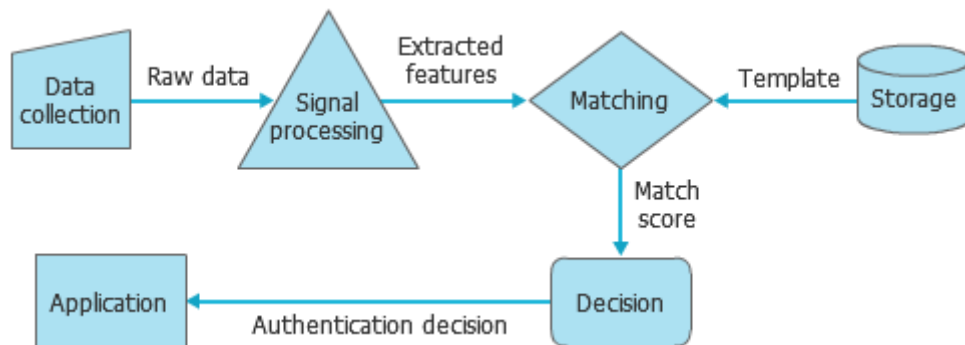 Data
collection
Raw data
Signal
processing
Extracted
features
Matching
Template
Storage
Match
score
Decision
Authentication decision
Application